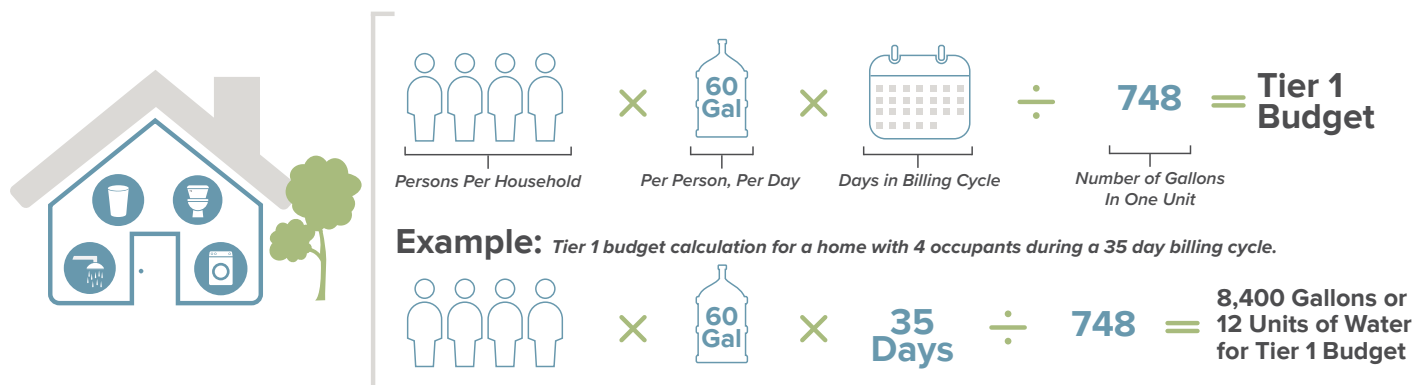 60
Gal
748
Tier 1
Budget
Persons Per Household
Per Person, Per Day
Days in Billing Cycle
Number of Gallons
In One Unit
Example: Tier 1 budget calculation for a home with 4 occupants during a 35 day billing cycle.
60
Gal
35
Days
748
8,400 Gallons or
12 Units of Water
for Tier 1 Budget